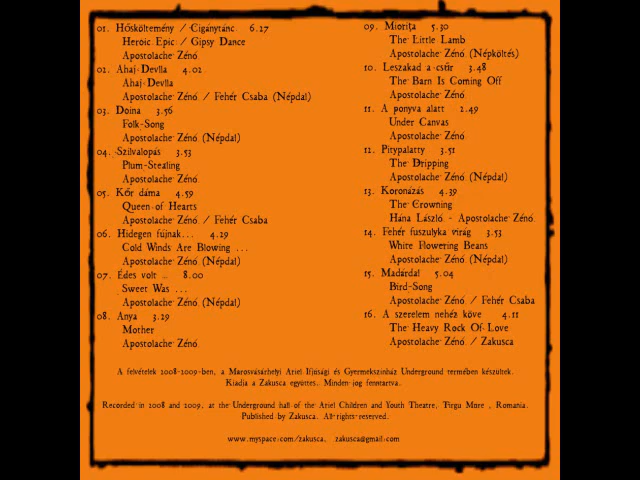 01. Hősköltemény / Cigánytánc 6.27
Heroic Epic / Gipsy Dance
Apostolache Zénó
02. Ahaj-Devlla 4.02
Ahaj-Devlla
Apostolache Zénó / Fehér Csaba (Népdal)
03. Doina 3.56
Folk-Song
Apostolache Zénó (Népdal)
04. Szilvalopás 3.53
Plum-Stealing
Apostolache Zénó
05. Kőr dáma 4.59
Queen of Hearts
Apostolache Zénó / Fehér Csaba
06. Hidegen fújnak... 4.29
Cold Winds Are Blowing ...
Apostolache Zénó (Népdal)
07. Édes volt ... 8.00
Sweet Was ...
Apostolache Zénó (Népdal)
08. Anya 3.29
Mother
Apostolache Zénó
09. Miorița 5.30
The Little Lamb
Apostolache Zénó (Népköltés)
10. Leszakad a csűr 3.48
The Barn Is Coming Off
Apostolache Zénó
11. A ponyva alatt 2.49
Under Canvas
Apostolache Zénó
12. Pitypalatty 3.51
The Dripping
Apostolache Zénó (Népdal)
13. Koronázás 4.39
The Crowning
Hána László - Apostolache Zénó
14. Fehér fuszulyka virág 3.53
White Flowering Beans
Apostolache Zénó (Népdal)
15. Madárdal 5.04
Bird-Song
Apostolache Zénó / Fehér Csaba
16. A szerelem nehéz köve 4.11
The Heavy Rock Of Love
Apostolache Zénó / Zakusca
A felvételek 2008-2009-ben, a Marosvásárhelyi Ariel Ifjúsági és Gyermekszínház Underground termében készültek.
Kiadja a Zakusca együttes. Minden jog fenntartva.
Recorded in 2008 and 2009, at the Underground hall of the Ariel Children and Youth Theatre, Tirgu Mure , Romania.
Published by Zakusca. All-rights-reserved.
www.myspace.com/zakusca, zakusca@gmail.com